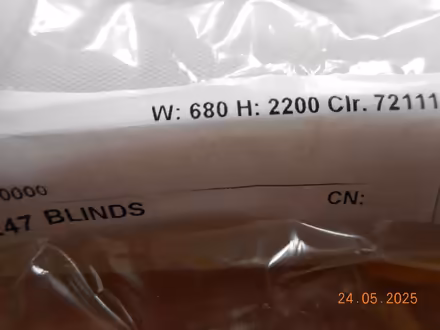 W: 680 H: 2200 Clr. 72111
0000
.47 BLINDS
CN:
24.05.2025